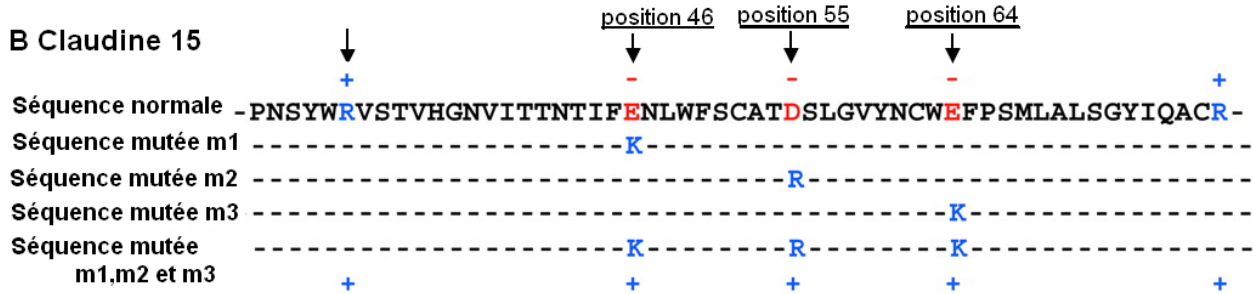 position 46 position 55 position 64
B Claudine 15
+ - - - +
Séquence normale -PNSYWRVSTVHGNVITTNTIFENLWFSCATDSLGVYNCWEFPSMLALSGYIQACR-
Séquence mutée m1 ----------------------K------------------------------------------------
Séquence mutée m2 --------------------------------R--------------------------------------
Séquence mutée m3 -----------------------------------------K-----------------------------
Séquence mutée ----------------------K---------R--------K-----------------------------
m1,m2 et m3
+ + + + +